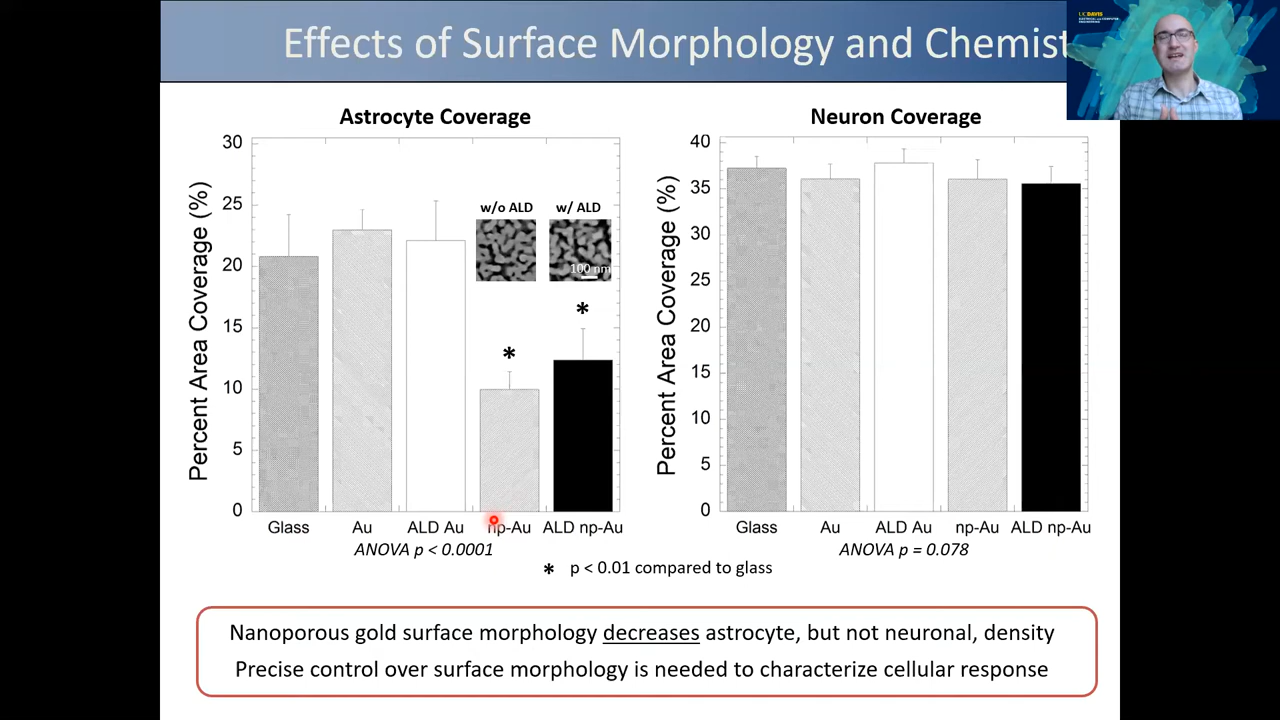 Effects of Surface Morphology and Chemist
UCDAVIS
Astrocyte Coverage
Neuron Coverage
Percent Area Coverage (%)
30
25
20
15
10
5
0
w/o ALD
w/ ALD
100 nm
*
*
Glass
Au
ALD Au
np-Au
ALD np-Au
ANOVA p < 0.0001
Percent Area Coverage (%)
40
35
30
25
20
15
10
5
0
Glass
Au
ALD Au
np-Au
ALD np-Au
ANOVA p = 0.078
* p < 0.01 compared to glass
Nanoporous gold surface morphology decreases astrocyte, but not neuronal, density
Precise control over surface morphology is needed to characterize cellular response